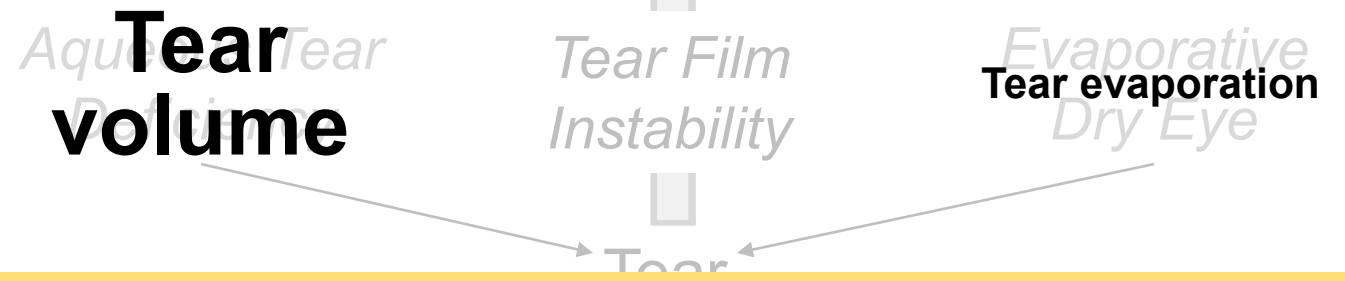 Aqueous Tear
Deficiency
Tear
volume
Tear Film
Instability
Evaporative
Dry Eye
Tear evaporation
Tear